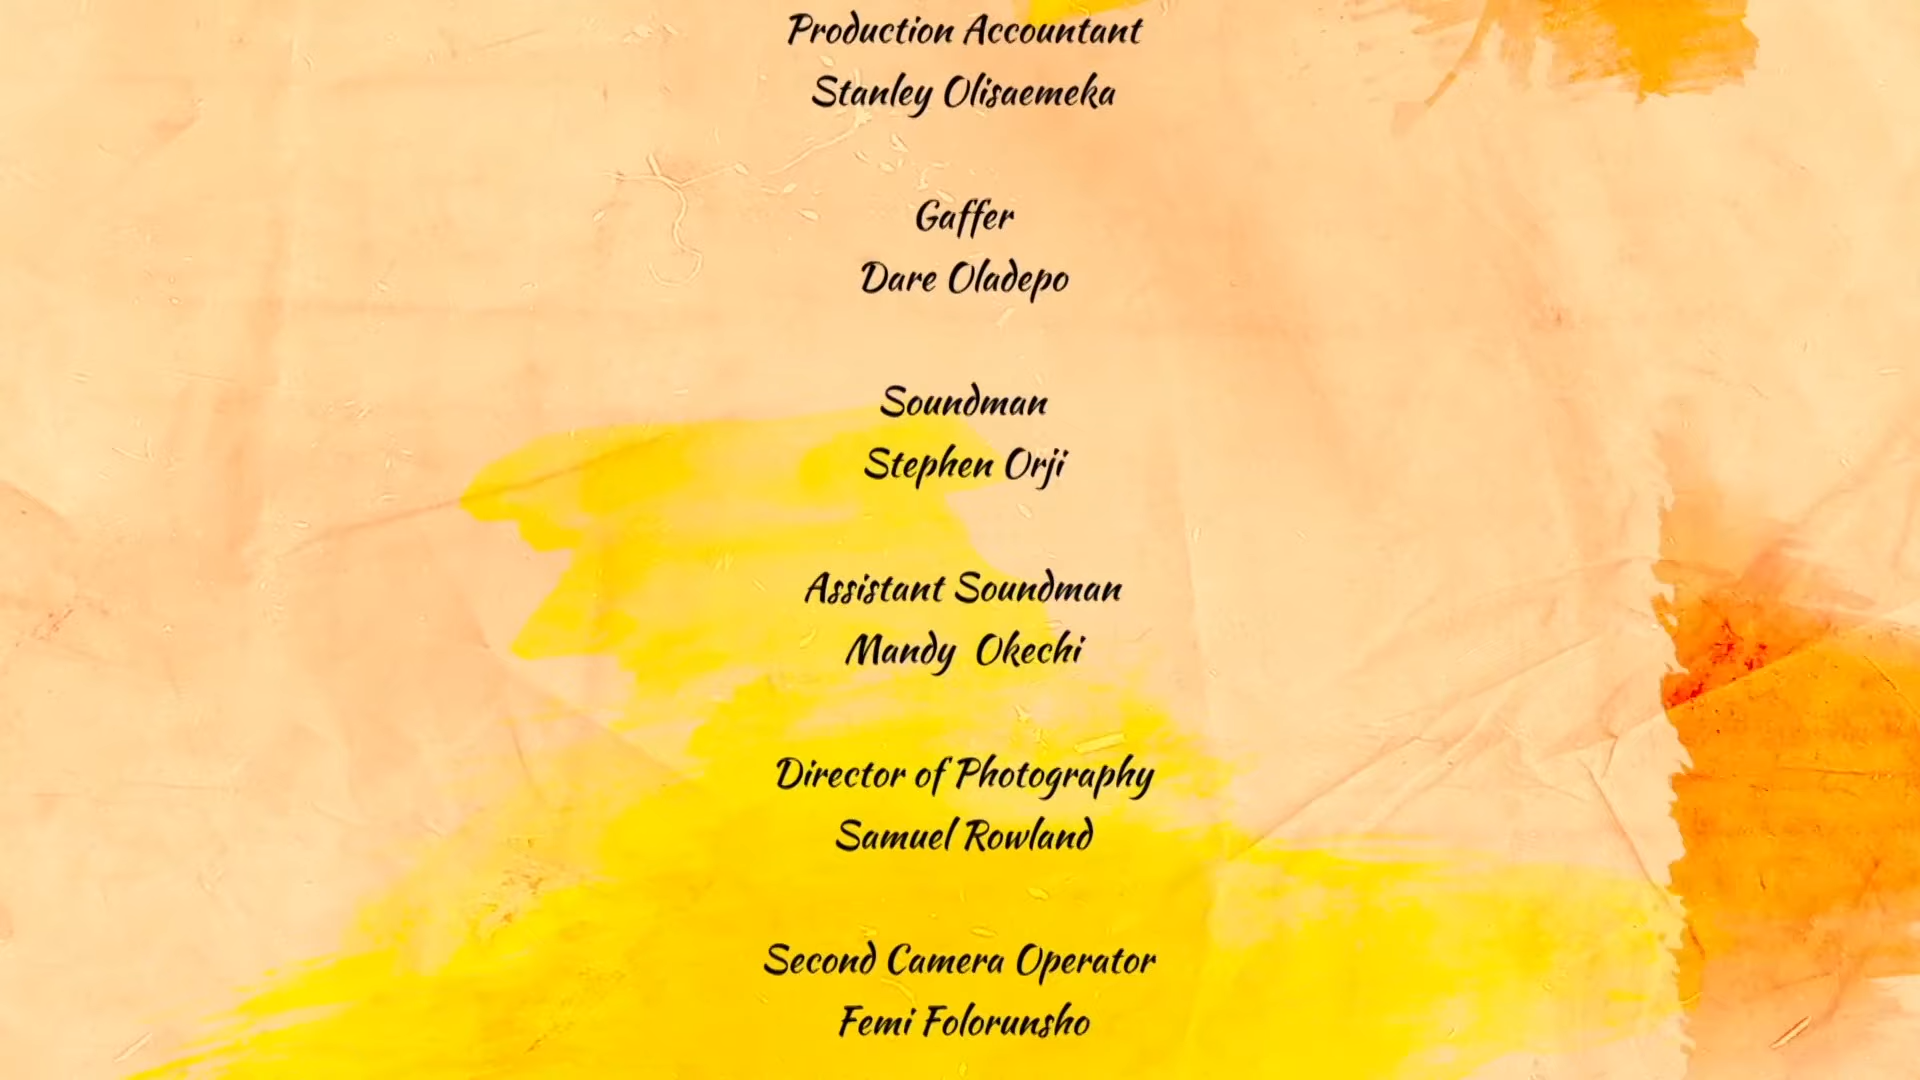 Production Accountant
Stanley Olisaemeka
Gaffer
Dare Oladepo
Soundman
Stephen Orji
Assistant Soundman
Mandy  Okechi
Director of Photography
Samuel Rowland
Second Camera Operator
Femi Folorunsho